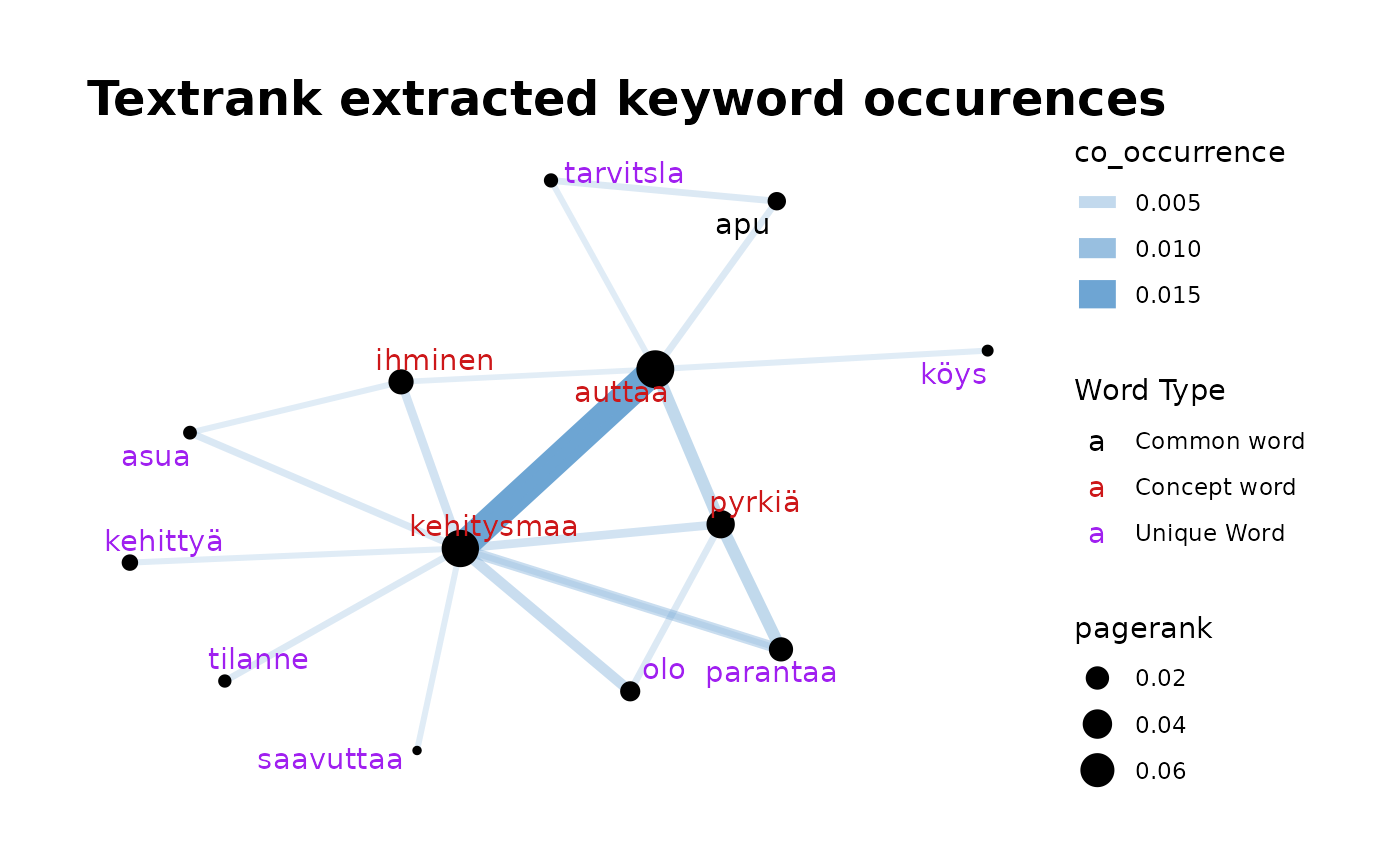 Textrank extracted keyword occurences
tarvitsla
apu
ihminen
auttaa
köys
asua
kehitysmaa
pyrkiä
kehittyä
tilanne
olo
parantaa
saavuttaa
co_occurrence
0.005
0.010
0.015
Word Type
a Common word
a Concept word
a Unique Word
pagerank
0.02
0.04
0.06